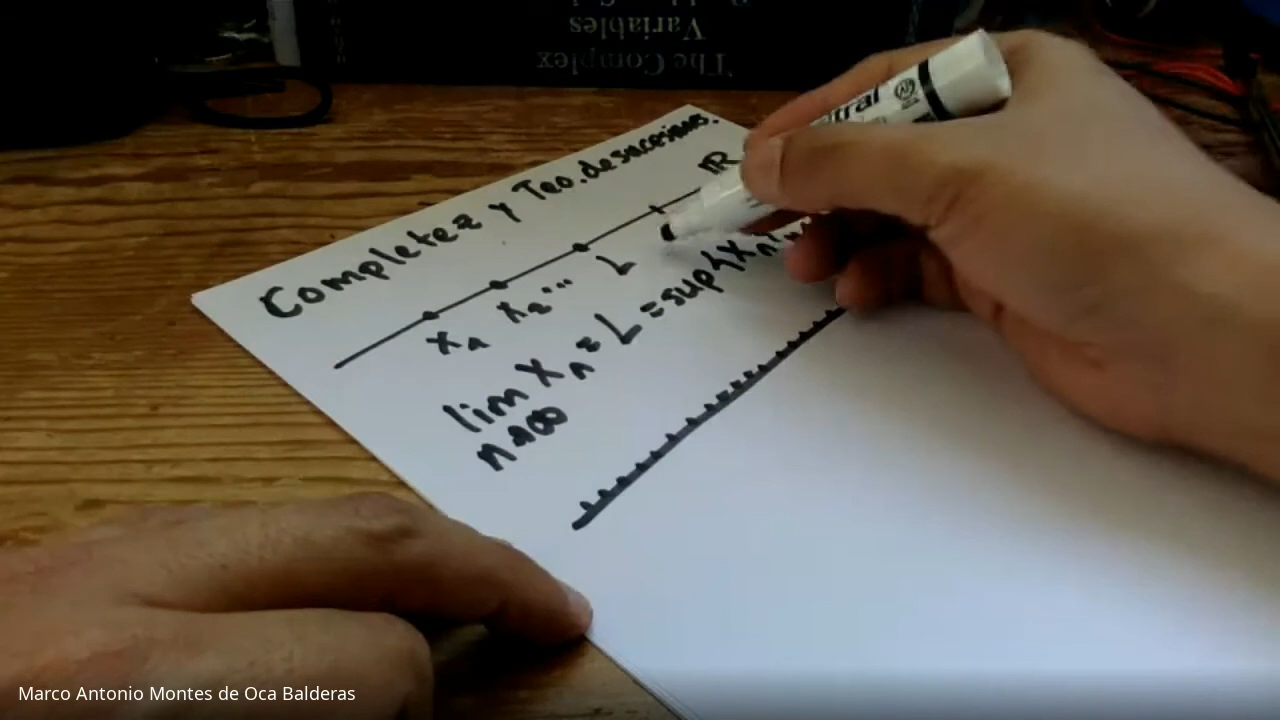 The Complex
Variables
Completez y Teo. de sucesiones.
ℝ
x₁ x₂ ... L
lim xₙ = L = sup{xₙ
n→∞
Marco Antonio Montes de Oca Balderas